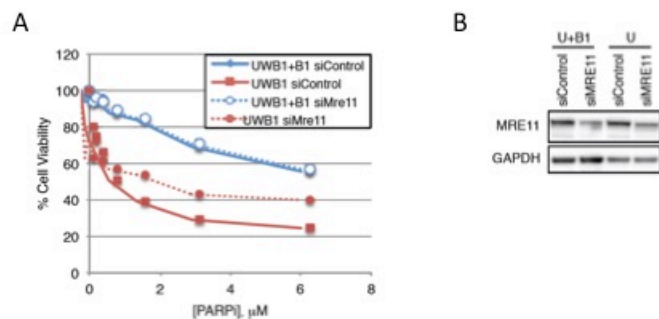 A
B
120
100
80
60
40
20
0
% Cell Viability
0 2 4 6 8
[PARPi], µM
UWB1+B1 siControl
UWB1 siControl
UWB1+B1 siMre11
UWB1 siMre11
U+B1 U
siControl siMRE11 siControl siMRE11
MRE11
GAPDH